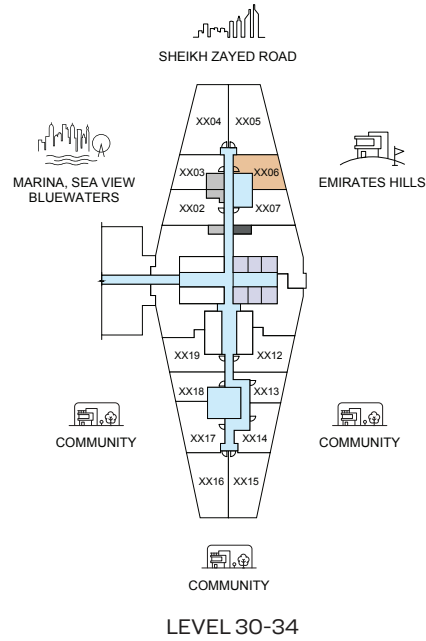 SHEIKH ZAYED ROAD
XX04
XX05
MARINA, SEA VIEW
BLUEWATERS
XX03
XX06
EMIRATES HILLS
XX02
XX07
XX19
XX12
XX18
XX13
COMMUNITY
XX17
XX14
COMMUNITY
XX16
XX15
COMMUNITY
LEVEL 30-34